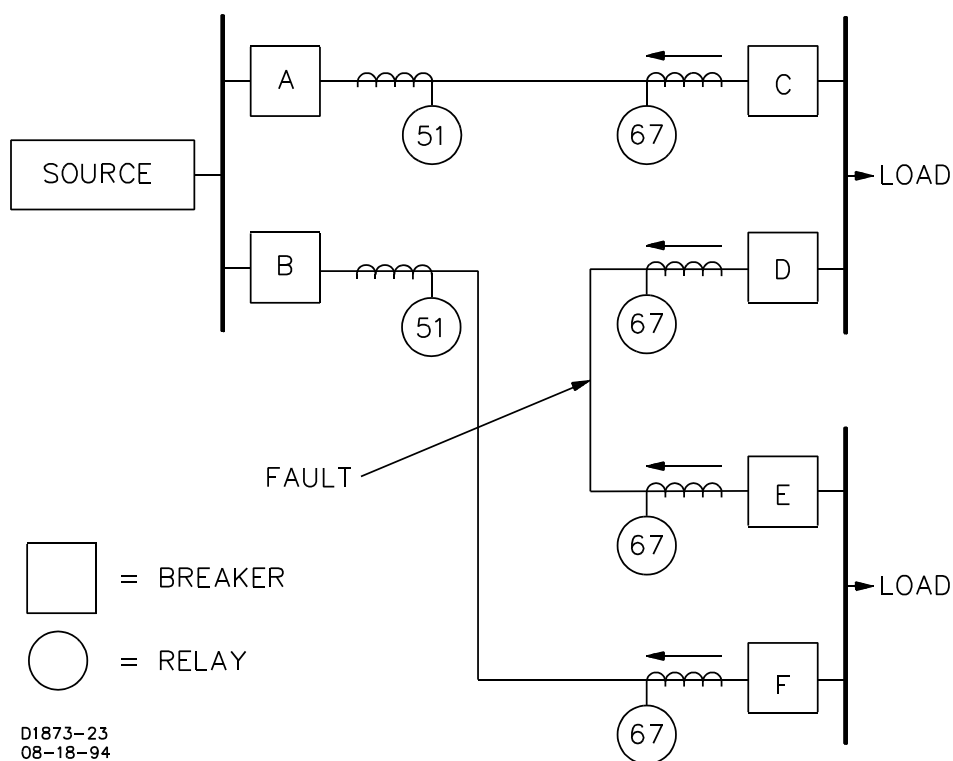 A
C
51
67
SOURCE
LOAD
B
D
51
67
FAULT
E
67
= BREAKER
LOAD
= RELAY
F
67
D1873-23
08-18-94